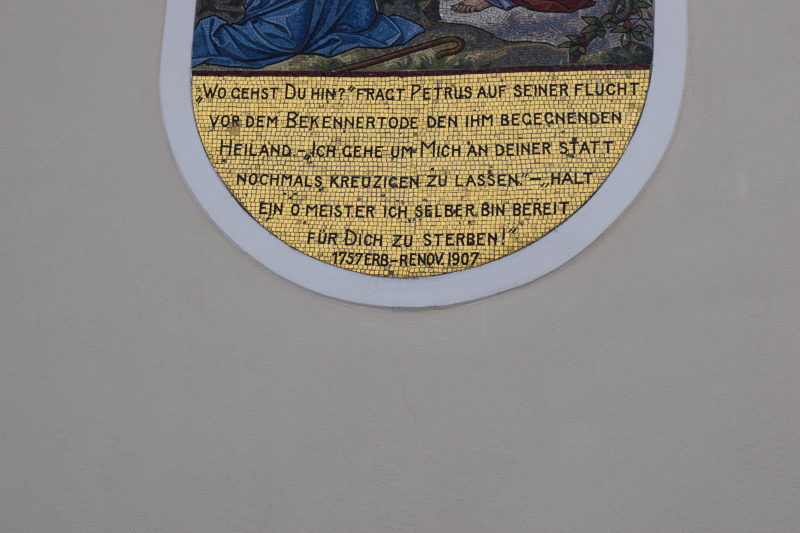 „WO GEHST DU HIN?" FRAGT PETRUS AUF SEINER FLUCHT
VOR DEM BEKENNERTODE DEN IHM BEGEGNENDEN
HEILAND – „ICH GEHE UM MICH AN DEINER STATT
NOCHMALS KREUZIGEN ZU LASSEN." – „HALT
EIN O MEISTER ICH SELBER BIN BEREIT
FÜR DICH ZU STERBEN!"
1757 ERB – RENOV. 1907